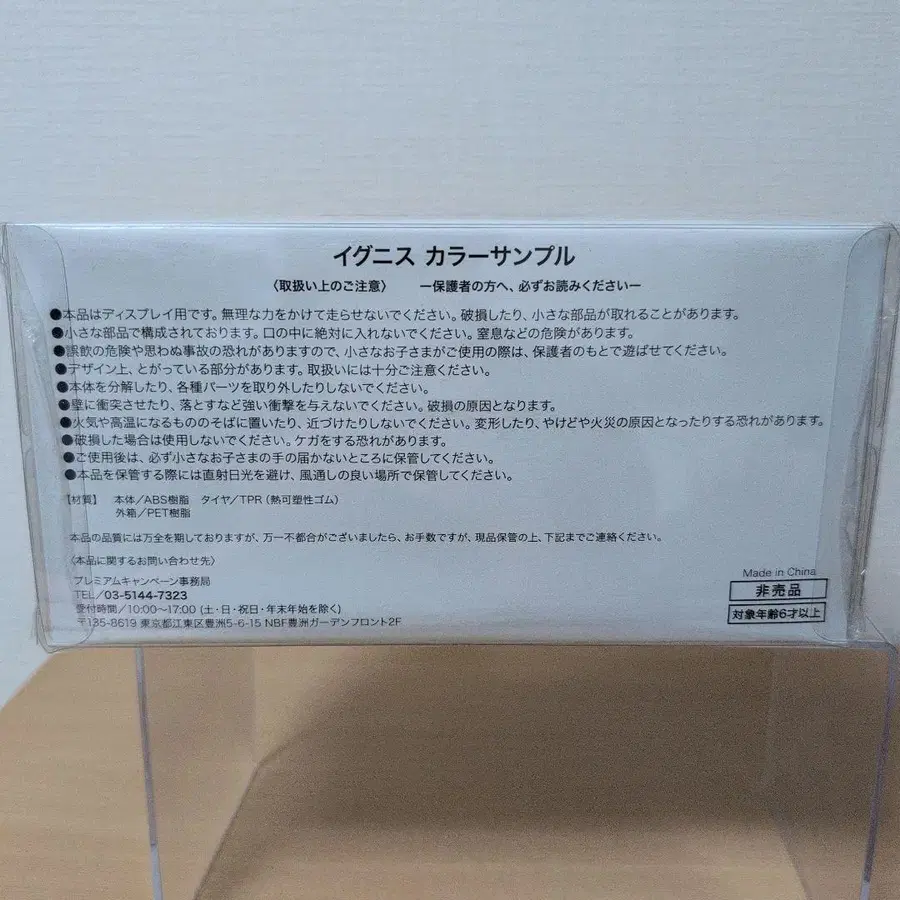 イグニス カラーサンプル
〈取扱い上のご注意〉 ー保護者の方へ、必ずお読みくださいー
●本品はディスプレイ用です。無理な力をかけて走らせないでください。破損したり、小さな部品が取れることがあります。
●小さな部品で構成されております。口の中に絶対に入れないでください。窒息などの危険があります。
●誤飲の危険や思わぬ事故の恐れがありますので、小さなお子さまがご使用の際は、保護者のもとで遊ばせてください。
●デザイン上、とがっている部分があります。取扱いには十分ご注意ください。
●本体を分解したり、各種パーツを取り外したりしないでください。
●壁に衝突させたり、落とすなど強い衝撃を与えないでください。破損の原因となります。
●火気や高温になるもののそばに置いたり、近づけたりしないでください。変形したり、やけどや火災の原因となったりする恐れがあります。
●破損した場合は使用しないでください。ケガをする恐れがあります。
●ご使用後は、必ず小さなお子さまの手の届かないところに保管してください。
●本品を保管する際には直射日光を避け、風通しの良い場所で保管してください。
【材質】 本体／ABS樹脂 タイヤ／TPR（熱可塑性ゴム）
外箱／PET樹脂
本品の品質には万全を期しておりますが、万一不都合がございましたら、お手数ですが、現品保管の上、下記までご連絡ください。
〈本品に関するお問い合わせ先〉
プレミアムキャンペーン事務局
TEL／03-5144-7323
受付時間／10:00〜17:00（土・日・祝日・年末年始を除く）
〒135-8619 東京都江東区豊洲5-6-15 NBF豊洲ガーデンフロント2F
Made in China
非売品
対象年齢6才以上